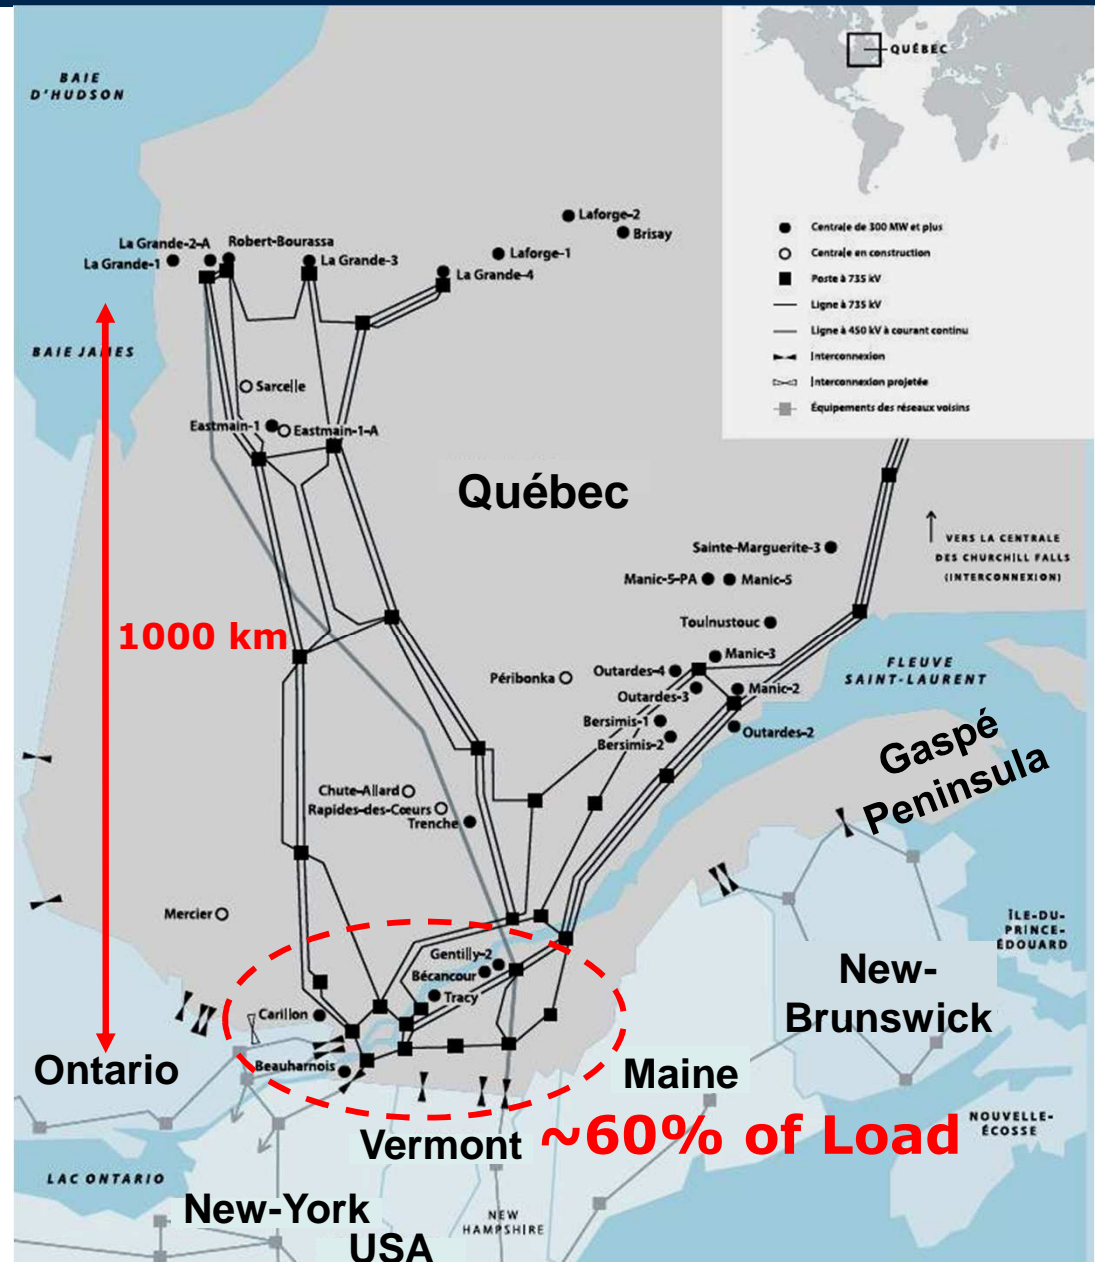 QUÉBEC
BAIE
D'HUDSON
Centrale de 300 MW et plus
Centrale en construction
Poste à 735 kV
Ligne à 735 kV
Ligne à 450 kV à courant continu
Interconnexion
Interconnexion projetée
Équipements des réseaux voisins
Laforge-2
Brisay
La Grande-2-A
Robert-Bourassa
La Grande-1
La Grande-3
Laforge-1
La Grande-4
BAIE JAMES
Sarcelle
Eastmain-1
Eastmain-1-A
Québec
VERS LA CENTRALE
DES CHURCHILL FALLS
(INTERCONNEXION)
Sainte-Marguerite-3
Manic-5-PA
Manic-5
Toulnustouc
1000 km
Manic-3
Outardes-4
Péribonka
Manic-2
Outardes-3
FLEUVE
SAINT-LAURENT
Bersimis-1
Bersimis-2
Outardes-2
Gaspé
Peninsula
Chute-Allard
Rapides-des-Cœurs
Trenche
Mercier
ÎLE-DU-
PRINCE-
ÉDOUARD
Gentilly-2
Bécancour
Tracy
Carillon
New-
Brunswick
Ontario
Beauharnois
Maine
~60% of Load
NOUVELLE-
ÉCOSSE
Vermont
LAC ONTARIO
New-York
USA
NEW
HAMPSHIRE